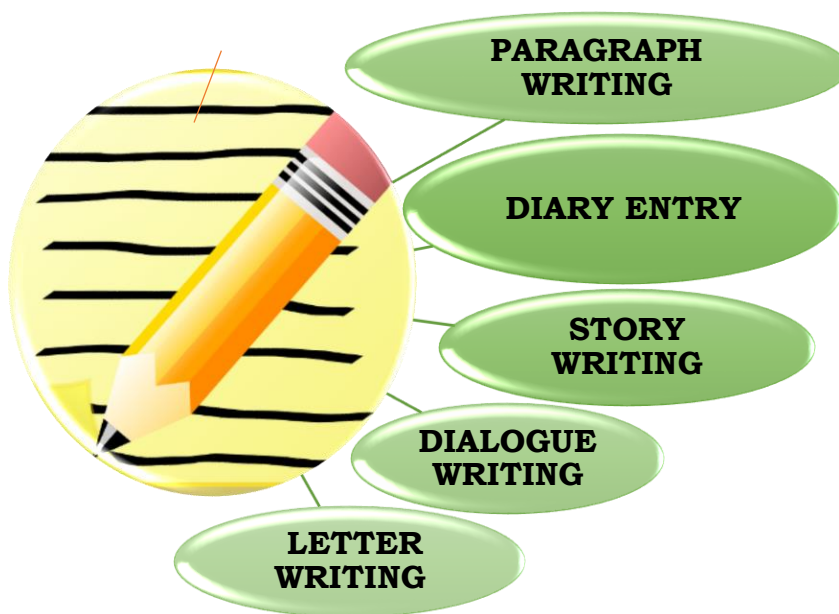 PARAGRAPH
WRITING
DIARY ENTRY
STORY
WRITING
DIALOGUE
WRITING
LETTER
WRITING